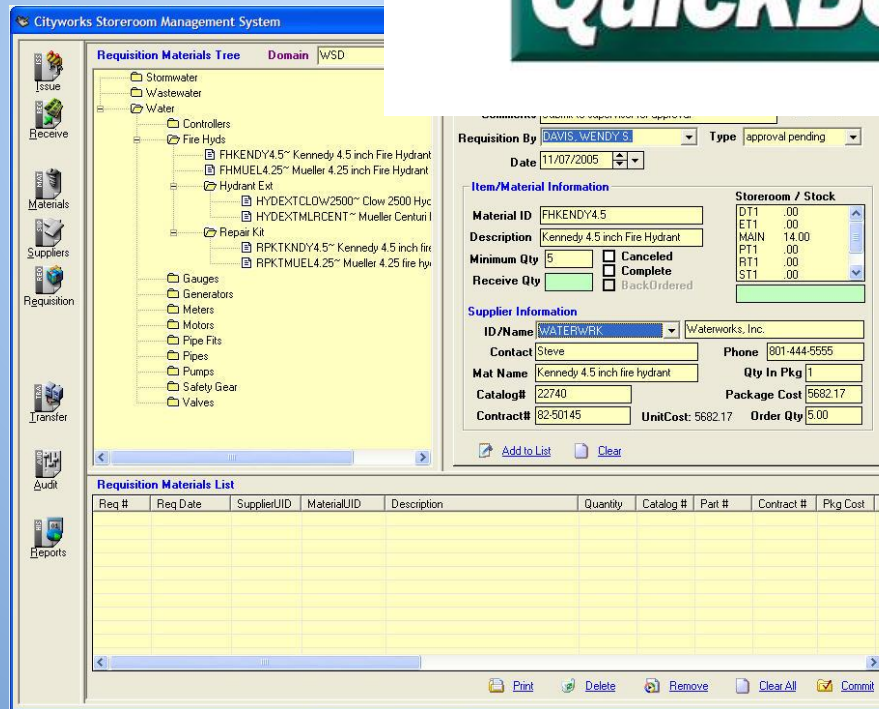 Cityworks Storeroom Management System
Issue
Receive
Materials
Suppliers
Requisition
Transfer
Audit
Reports
Requisition Materials Tree Domain WSD
Stormwater
Wastewater
Water
Controllers
Fire Hyds
FHKENDY4.5~ Kennedy 4.5 inch Fire Hydrant
FHMUEL4.25~ Mueller 4.25 inch Fire Hydrant
Hydrant Ext
HYDEXTCLOW2500~ Clow 2500 Hyc
HYDEXTMLRCENT~ Mueller Centuri
Repair Kit
RPKTKNDY4.5~ Kennedy 4.5 inch fire
RPKTMUEL4.25~ Mueller 4.25 fire hy
Gauges
Generators
Meters
Motors
Pipe Fits
Pipes
Pumps
Safety Gear
Valves
Requisition By DAVIS, WENDY S. Type approval pending
Date 11/07/2005
Item/Material Information
Storeroom / Stock
Material ID FHKENDY4.5
Description Kennedy 4.5 inch Fire Hydrant
Minimum Qty 5 Canceled
Complete
Receive Qty BackOrdered
DT1 .00
ET1 .00
MAIN 14.00
PT1 .00
RT1 .00
ST1 .00
Supplier Information
ID/Name WATERWRK Waterworks, Inc.
Contact Steve Phone 801-444-5555
Mat Name Kennedy 4.5 inch fire hydrant Qty In Pkg 1
Catalog# 22740 Package Cost 5682.17
Contract# 82-50145 UnitCost: 5682.17 Order Qty 5.00
Add to List Clear
Requisition Materials List
Req # Req Date SupplierUID MaterialUID Description Quantity Catalog # Part # Contract # Pkg Cost
Print Delete Remove Clear All Commit